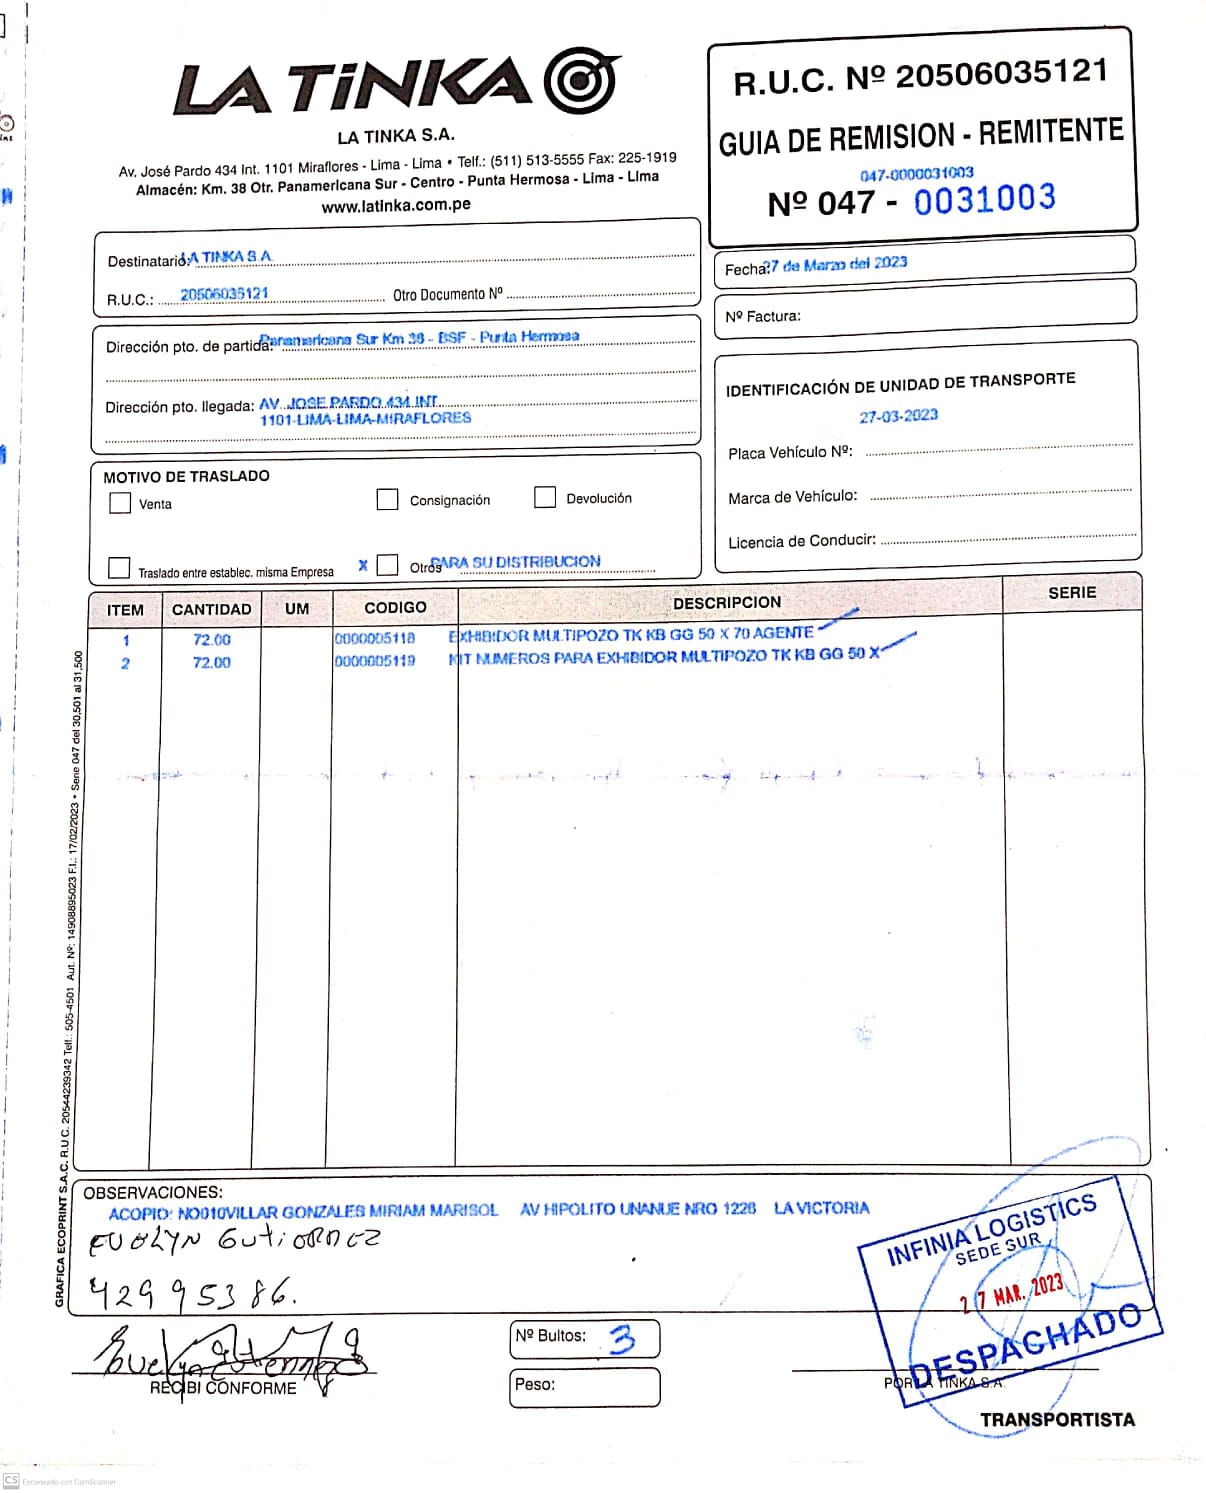 LA TiNKA
LA TINKA S.A.
Av. José Pardo 434 Int. 1101 Miraflores - Lima - Lima • Telf.: (511) 513-5555 Fax: 225-1919
Almacén: Km. 38 Otr. Panamericana Sur - Centro - Punta Hermosa - Lima - Lima
www.latinka.com.pe
R.U.C. Nº 20506035121
GUIA DE REMISION - REMITENTE
047-0000031003
Nº 047 - 0031003
Destinatario: LA TINKA S.A.
R.U.C.: 20506035121 Otro Documento Nº
Fecha: 27 de Marzo del 2023
Nº Factura:
Dirección pto. de partida: Panamericana Sur Km 38 - BSF - Punta Hermosa
Dirección pto. llegada: AV. JOSE PARDO 434 INT.
1101-LIMA-LIMA-MIRAFLORES
IDENTIFICACIÓN DE UNIDAD DE TRANSPORTE
27-03-2023
Placa Vehículo Nº:
Marca de Vehículo:
Licencia de Conducir:
MOTIVO DE TRASLADO
Venta Consignación Devolución
Traslado entre establec. misma Empresa X Otros PARA SU DISTRIBUCION
ITEM CANTIDAD UM CODIGO DESCRIPCION SERIE
1 72.00 0000005118 EXHIBIDOR MULTIPOZO TK KB GG 50 X 70 AGENTE
2 72.00 0000005119 KIT NUMEROS PARA EXHIBIDOR MULTIPOZO TK KB GG 50 X
GRAFICA ECOPRINT S.A.C. R.U.C. 20544239342 Telf.: 505-4501 Aut. Nº: 14908895023 F.I.: 17/02/2023 • Serie 047 del 30,501 al 31,500
OBSERVACIONES:
ACOPIO: NO010VILLAR GONZALES MIRIAM MARISOL AV HIPOLITO UNANUE NRO 1226 LA VICTORIA
EVELYN GutiERREZ
42995386.
RECIBI CONFORME
Nº Bultos: 3
Peso:
INFINIA LOGISTICS
SEDE SUR
27 MAR. 2023
DESPACHADO
POR LA TINKA S.A.
TRANSPORTISTA
CS Escaneado con CamScanner